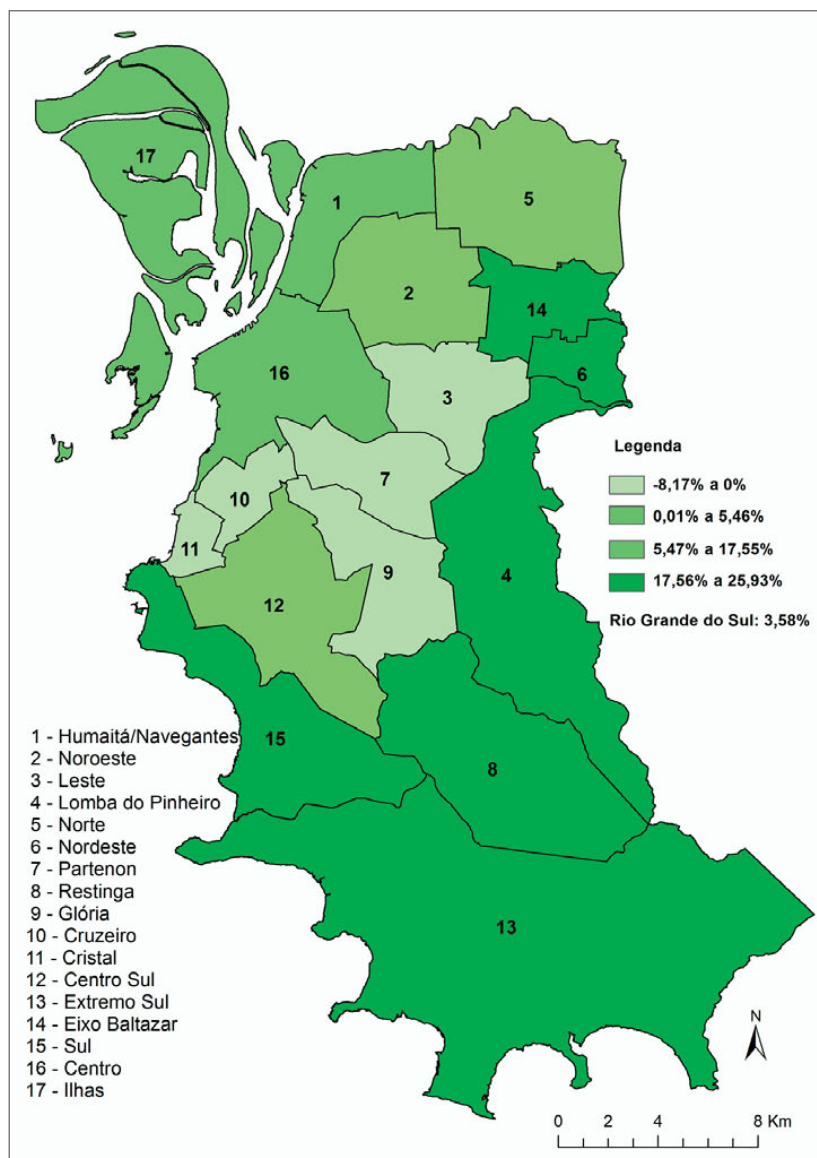 17
1
5
2
14
16
6
3
Legenda
-8,17% a 0%
0,01% a 5,46%
5,47% a 17,55%
17,56% a 25,93%
Rio Grande do Sul: 3,58%
7
10
11
9
4
12
15
8
13
1 - Humaitá/Navegantes
2 - Noroeste
3 - Leste
4 - Lomba do Pinheiro
5 - Norte
6 - Nordeste
7 - Partenon
8 - Restinga
9 - Glória
10 - Cruzeiro
11 - Cristal
12 - Centro Sul
13 - Extremo Sul
14 - Eixo Baltazar
15 - Sul
16 - Centro
17 - Ilhas
N
0 2 4 8 Km